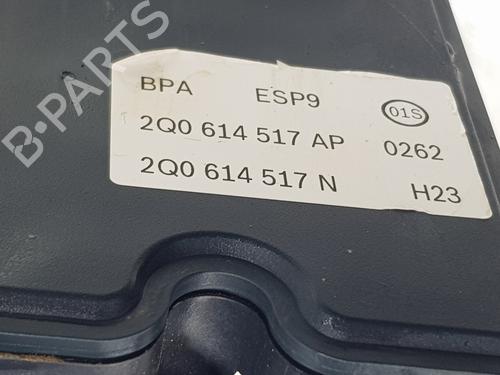 B-PARTS
BPA ESP9 01S
2Q0 614 517 AP 0262
2Q0 614 517 N H23